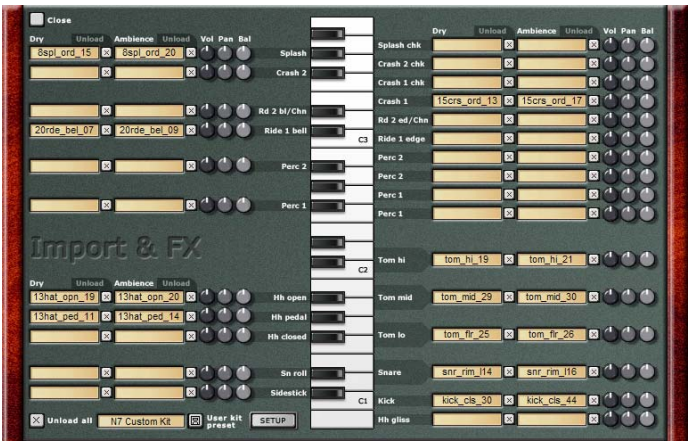 Close
Dry Unload Ambience Unload Vol Pan Bal
8spl_ord_15 8spl_ord_20 Splash
Crash 2
Rd 2 bl/Chn
20rde_bel_07 20rde_bel_09 Ride 1 bell
Perc 2
Perc 1
Import & FX
Dry Unload Ambience Unload
13hat_opn_19 13hat_opn_20 Hh open
13hat_ped_11 13hat_ped_14 Hh pedal
Hh closed
Sn roll
Sidestick
Unload all N7 Custom Kit User kit preset SETUP
C3
C2
C1
Dry Unload Ambience Unload Vol Pan Bal
Splash chk
Crash 2 chk
Crash 1 chk
Crash 1 15crs_ord_13 15crs_ord_17
Rd 2 ed/Chn
Ride 1 edge
Perc 2
Perc 2
Perc 1
Perc 1
Tom hi tom_hi_19 tom_hi_21
Tom mid tom_mid_29 tom_mid_30
Tom lo tom_flr_25 tom_flr_26
Snare snr_rim_l14 snr_rim_l16
Kick kick_cls_30 kick_cls_44
Hh gliss